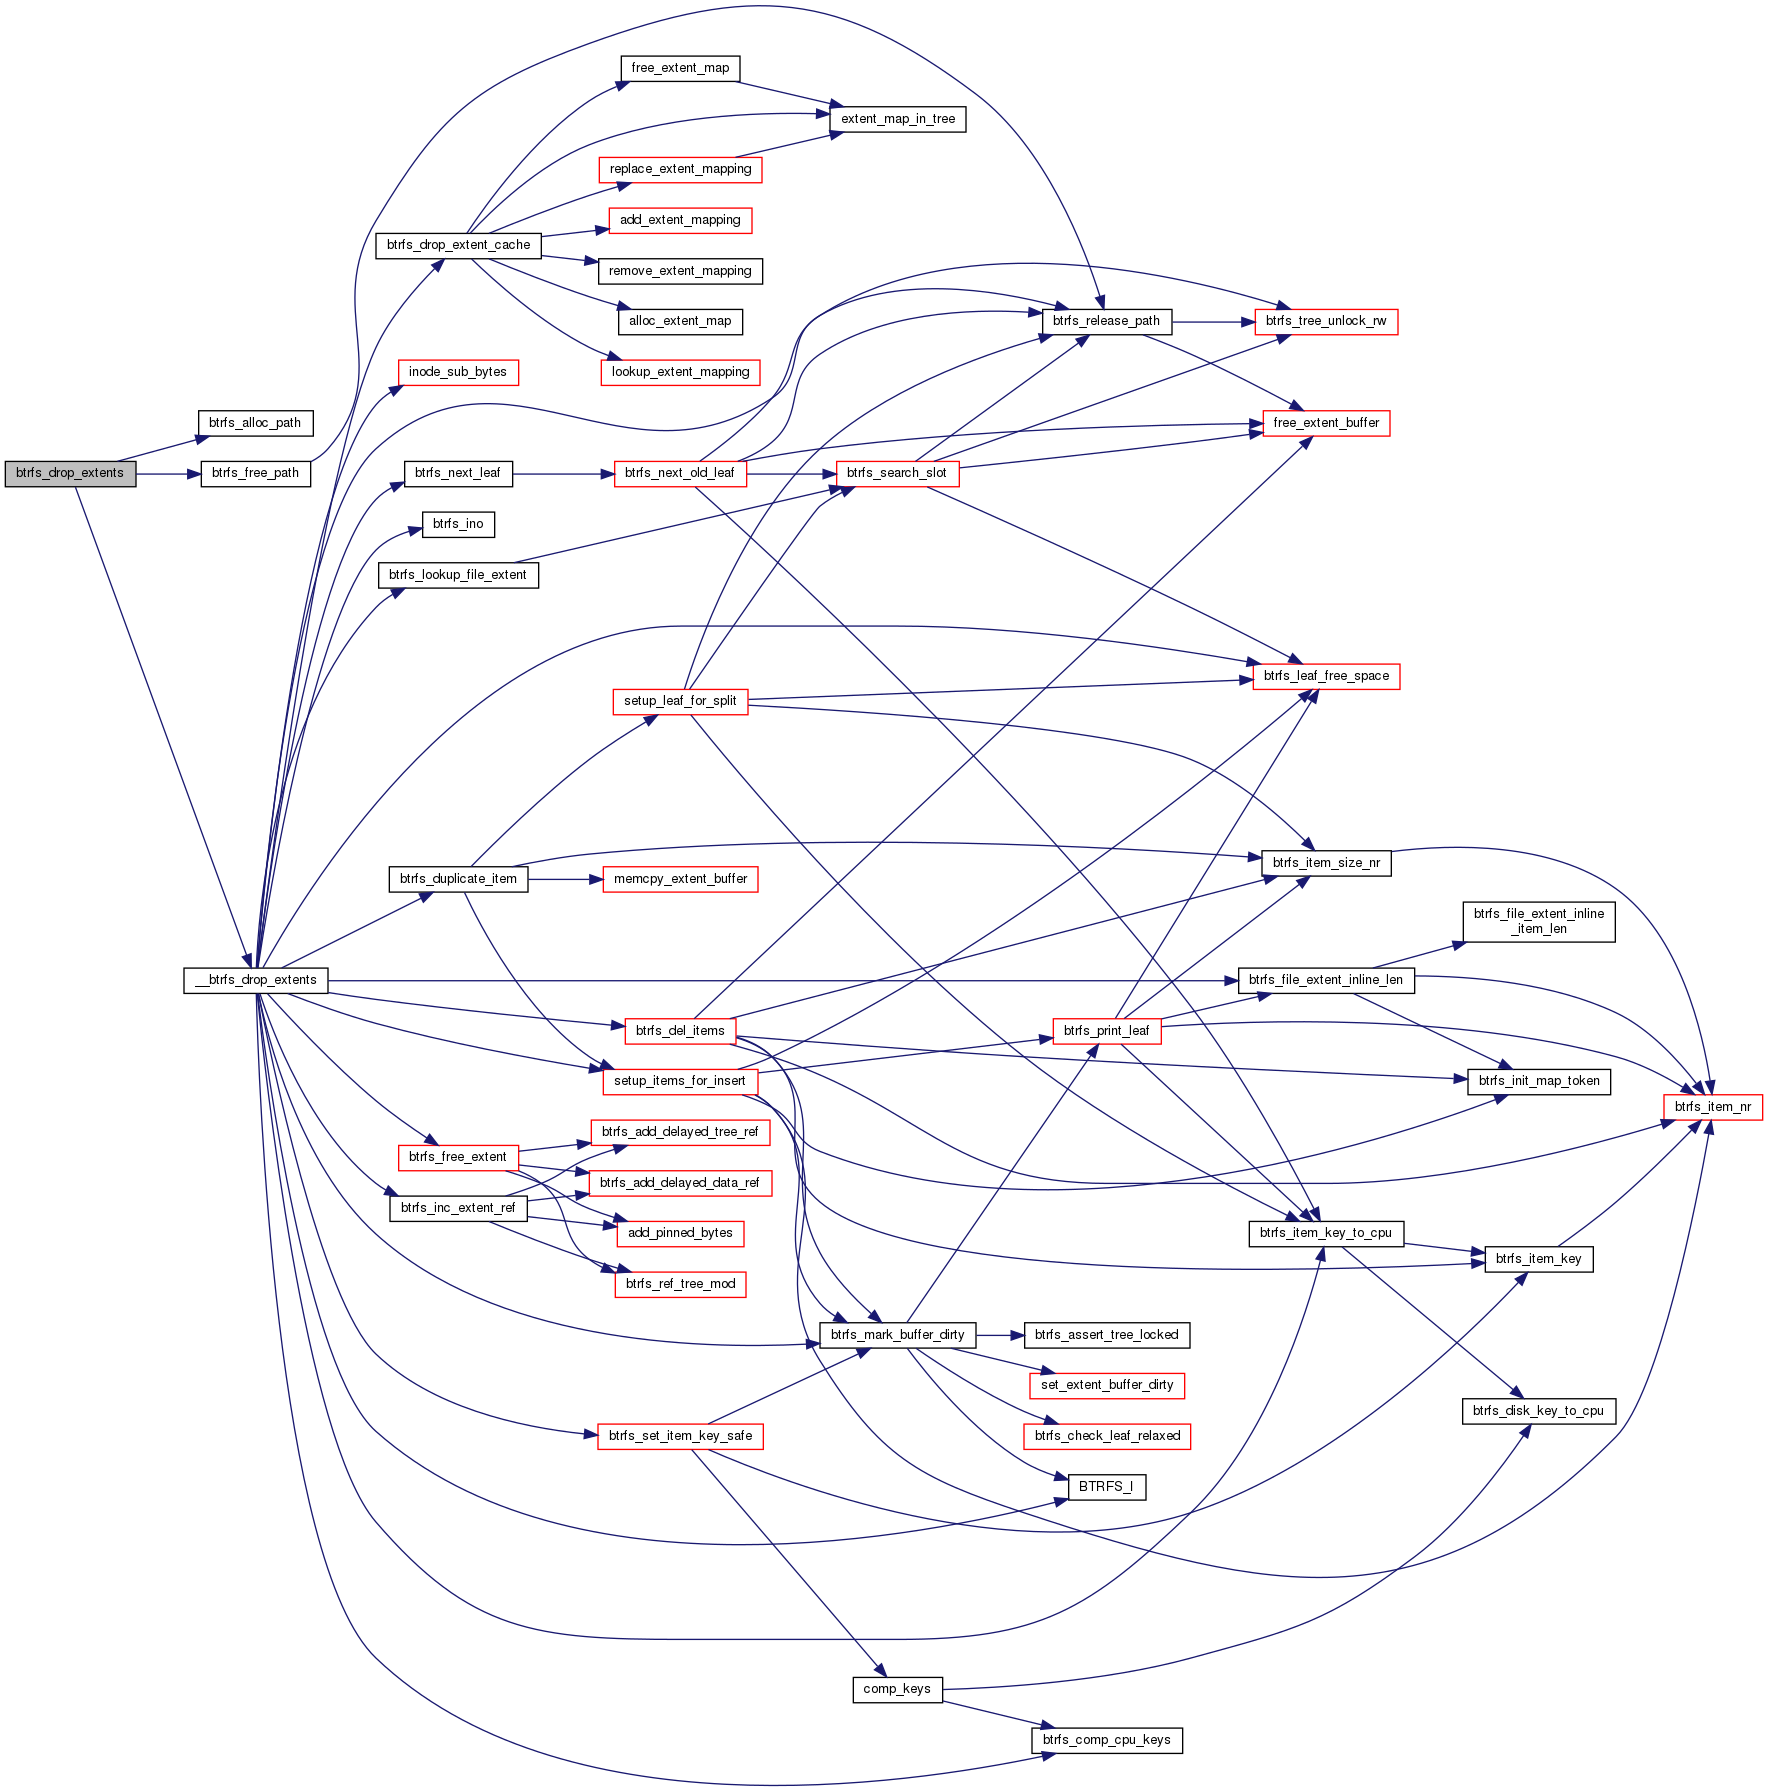 free_extent_map
extent_map_in_tree
replace_extent_mapping
add_extent_mapping
btrfs_drop_extent_cache
remove_extent_mapping
alloc_extent_map
btrfs_release_path
btrfs_tree_unlock_rw
inode_sub_bytes
lookup_extent_mapping
btrfs_alloc_path
free_extent_buffer
btrfs_drop_extents
btrfs_free_path
btrfs_next_leaf
btrfs_next_old_leaf
btrfs_search_slot
btrfs_ino
btrfs_lookup_file_extent
btrfs_leaf_free_space
setup_leaf_for_split
btrfs_item_size_nr
btrfs_duplicate_item
memcpy_extent_buffer
btrfs_file_extent_inline
_item_len
__btrfs_drop_extents
btrfs_file_extent_inline_len
btrfs_del_items
btrfs_print_leaf
setup_items_for_insert
btrfs_init_map_token
btrfs_item_nr
btrfs_add_delayed_tree_ref
btrfs_free_extent
btrfs_add_delayed_data_ref
btrfs_inc_extent_ref
add_pinned_bytes
btrfs_item_key_to_cpu
btrfs_item_key
btrfs_ref_tree_mod
btrfs_mark_buffer_dirty
btrfs_assert_tree_locked
set_extent_buffer_dirty
btrfs_disk_key_to_cpu
btrfs_set_item_key_safe
btrfs_check_leaf_relaxed
BTRFS_I
comp_keys
btrfs_comp_cpu_keys